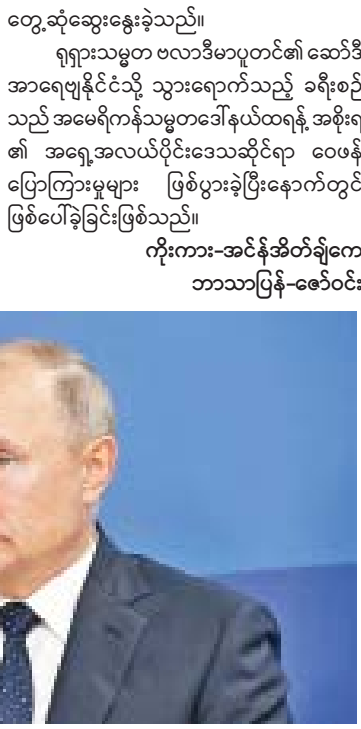 တွေ့ဆုံဆွေးနွေးခဲ့သည်။
ရုရှားသမ္မတ ဗလာဒီမာပူတင်၏ ဆော်ဒီ
အာရေဗျနိုင်ငံသို့ သွားရောက်သည့် ခရီးစဉ်
သည် အမေရိကန်သမ္မတဒေါ်နယ်ထရန့် အစိုးရ
၏ အရှေ့အလယ်ပိုင်းဒေသဆိုင်ရာ ဝေဖန်
ပြောကြားမှုများ ဖြစ်ပွားခဲ့ပြီးနောက်တွင်
ဖြစ်ပေါ်ခဲ့ခြင်းဖြစ်သည်။
ကိုးကား-အင်န်အိတ်ချ်ကေ
ဘာသာပြန်-ဇော်ဝင်း